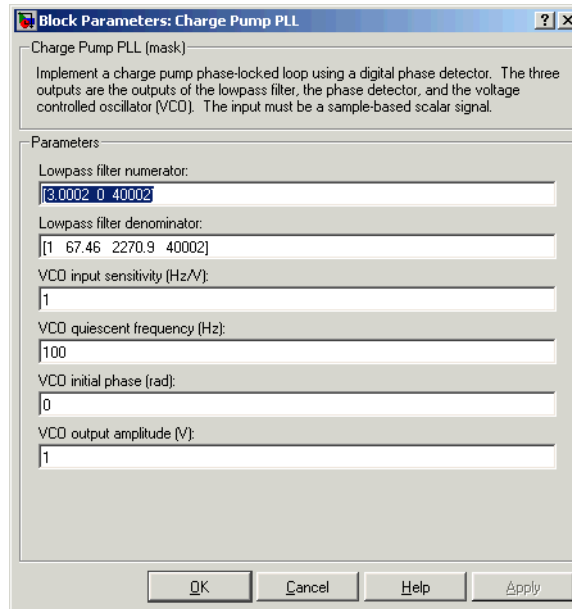 Block Parameters: Charge Pump PLL
Charge Pump PLL (mask)
Implement a charge pump phase-locked loop using a digital phase detector. The three
outputs are the outputs of the lowpass filter, the phase detector, and the voltage
controlled oscillator (VCO). The input must be a sample-based scalar signal.
Parameters
Lowpass filter numerator:
[3.0002 0 40002]
Lowpass filter denominator:
[1 67.46 2270.9 40002]
VCO input sensitivity (Hz/V):
1
VCO quiescent frequency (Hz):
100
VCO initial phase (rad):
0
VCO output amplitude (V):
1
OK Cancel Help Apply